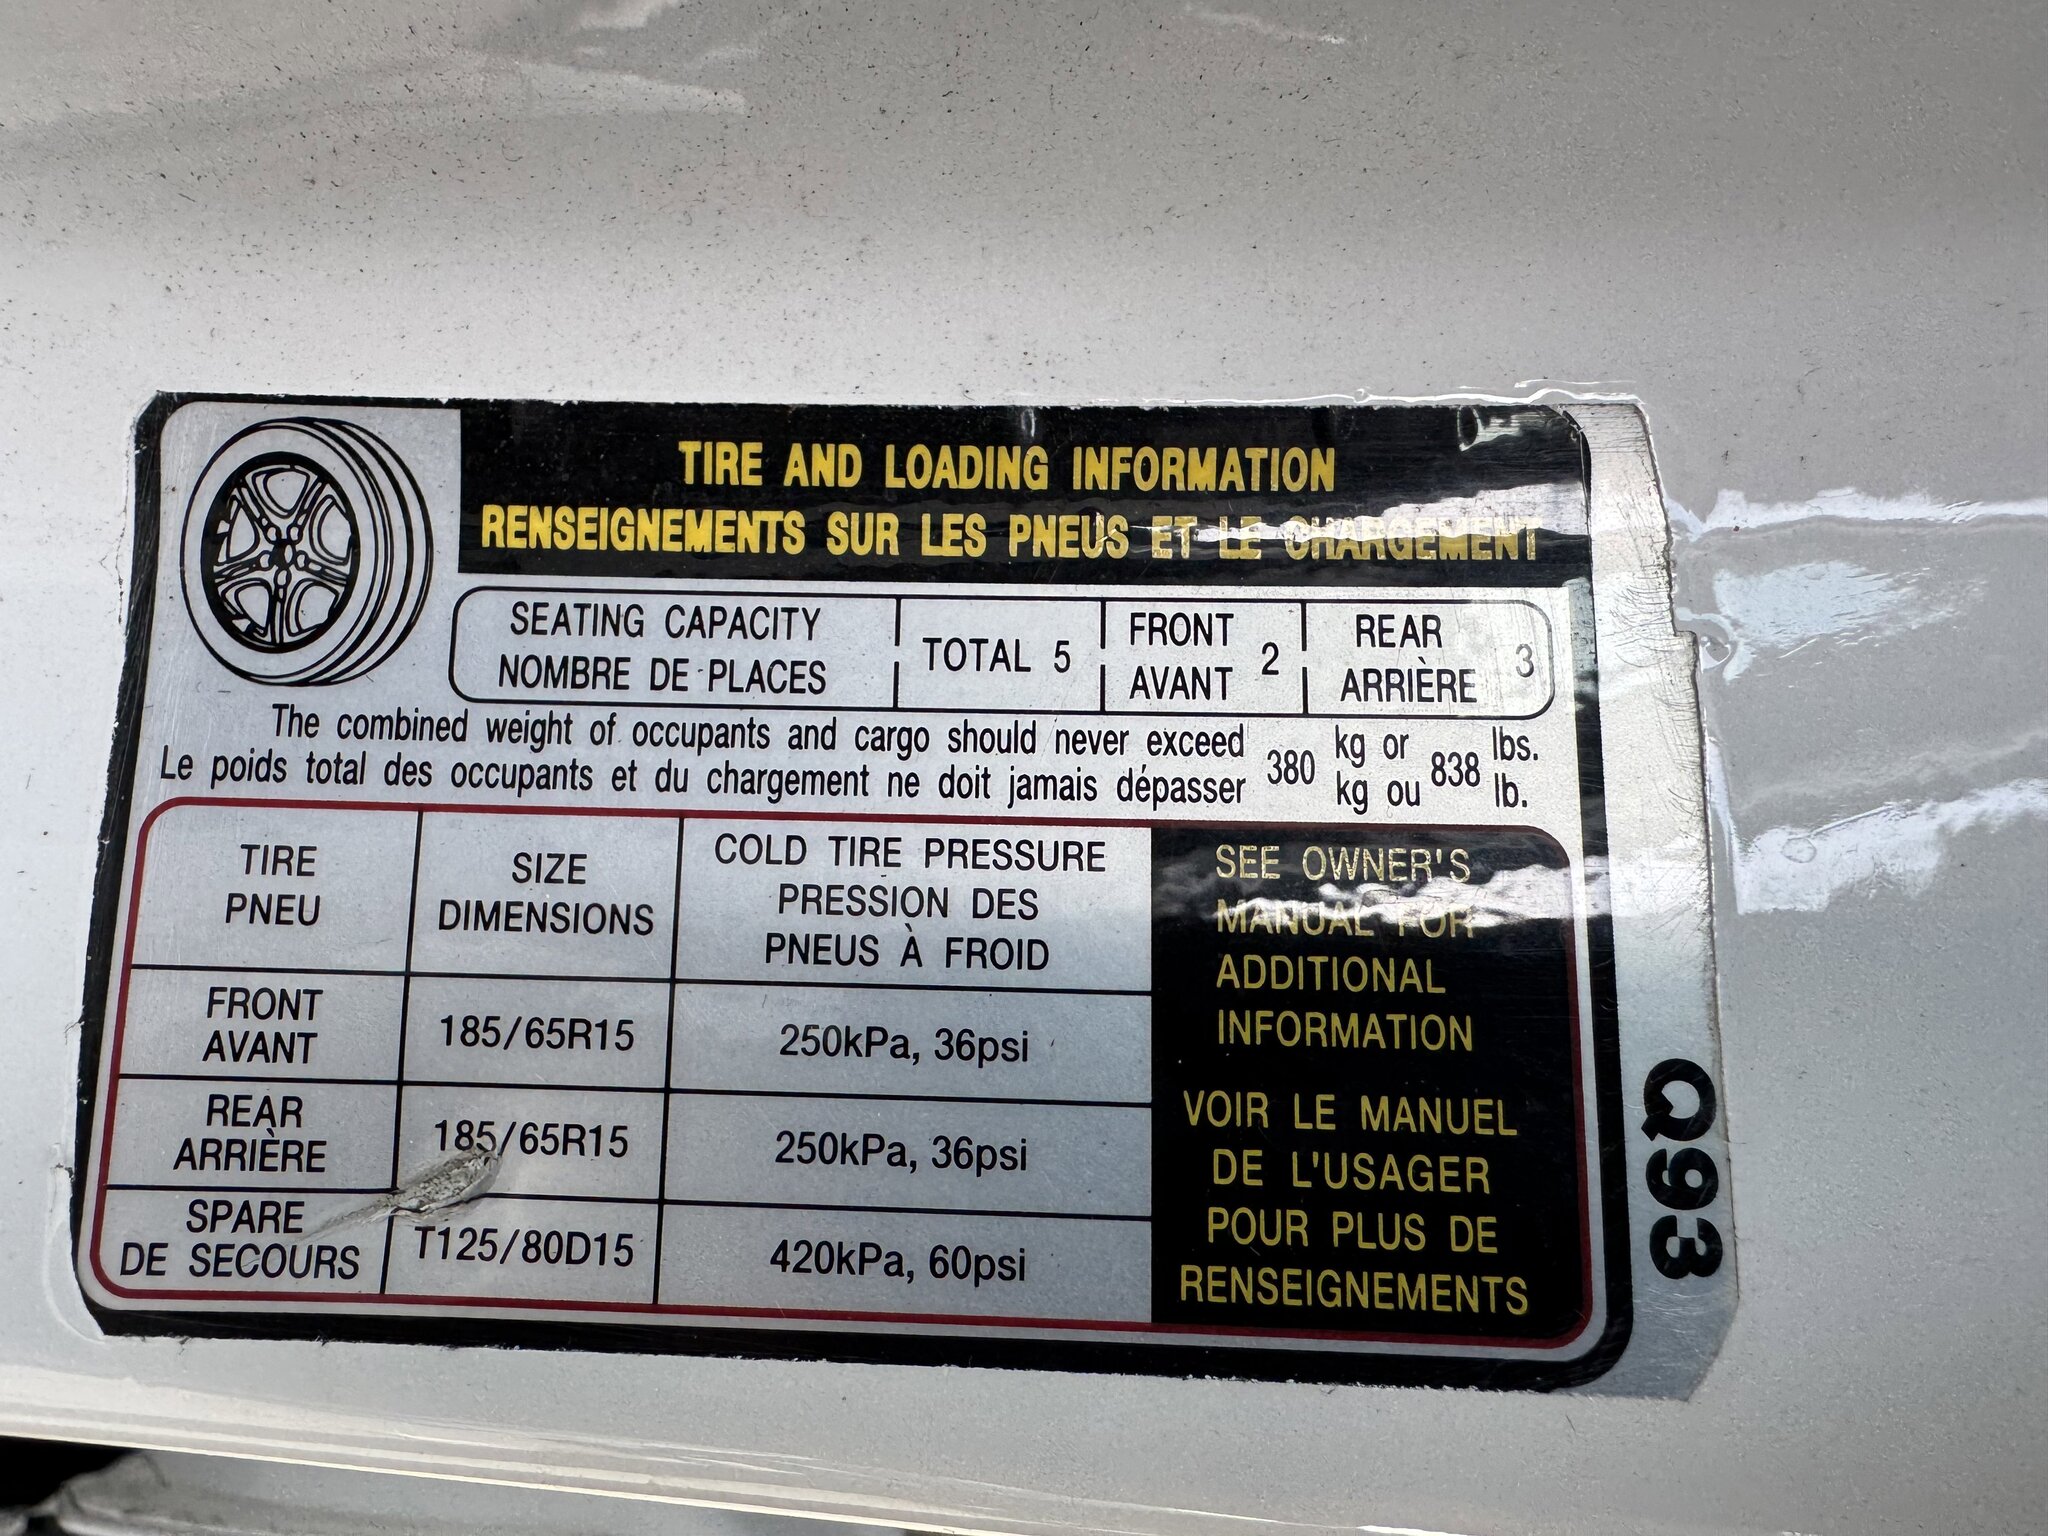 TIRE AND LOADING INFORMATION
RENSEIGNEMENTS SUR LES PNEUS ET LE CHARGEMENT
SEATING CAPACITY
NOMBRE DE PLACES
TOTAL 5
FRONT
AVANT
2
REAR
ARRIÈRE
3
The combined weight of occupants and cargo should never exceed 380 kg or 838 lbs.
Le poids total des occupants et du chargement ne doit jamais dépasser kg ou lb.
TIRE
PNEU
SIZE
DIMENSIONS
COLD TIRE PRESSURE
PRESSION DES
PNEUS À FROID
FRONT
AVANT
185/65R15
250kPa, 36psi
REAR
ARRIÈRE
185/65R15
250kPa, 36psi
SPARE
DE SECOURS
T125/80D15
420kPa, 60psi
SEE OWNER'S
MANUAL FOR
ADDITIONAL
INFORMATION
VOIR LE MANUEL
DE L'USAGER
POUR PLUS DE
RENSEIGNEMENTS
Q93